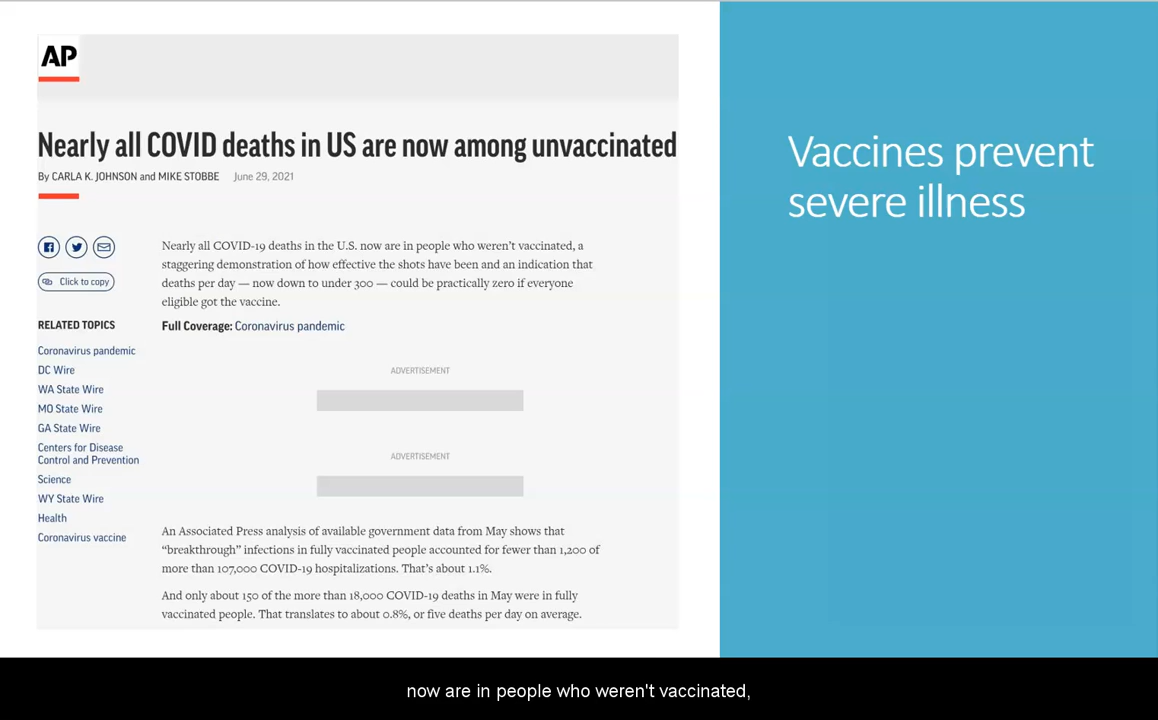 AP
Nearly all COVID deaths in US are now among unvaccinated
By CARLA K. JOHNSON and MIKE STOBBE June 29, 2021
Click to copy
RELATED TOPICS
Coronavirus pandemic
DC Wire
WA State Wire
MO State Wire
GA State Wire
Centers for Disease
Control and Prevention
Science
WY State Wire
Health
Coronavirus vaccine
Nearly all COVID-19 deaths in the U.S. now are in people who weren't vaccinated, a
staggering demonstration of how effective the shots have been and an indication that
deaths per day — now down to under 300 — could be practically zero if everyone
eligible got the vaccine.
Full Coverage: Coronavirus pandemic
ADVERTISEMENT
ADVERTISEMENT
An Associated Press analysis of available government data from May shows that
“breakthrough” infections in fully vaccinated people accounted for fewer than 1,200 of
more than 107,000 COVID-19 hospitalizations. That's about 1.1%.
And only about 150 of the more than 18,000 COVID-19 deaths in May were in fully
vaccinated people. That translates to about 0.8%, or five deaths per day on average.
Vaccines prevent
severe illness
now are in people who weren't vaccinated,